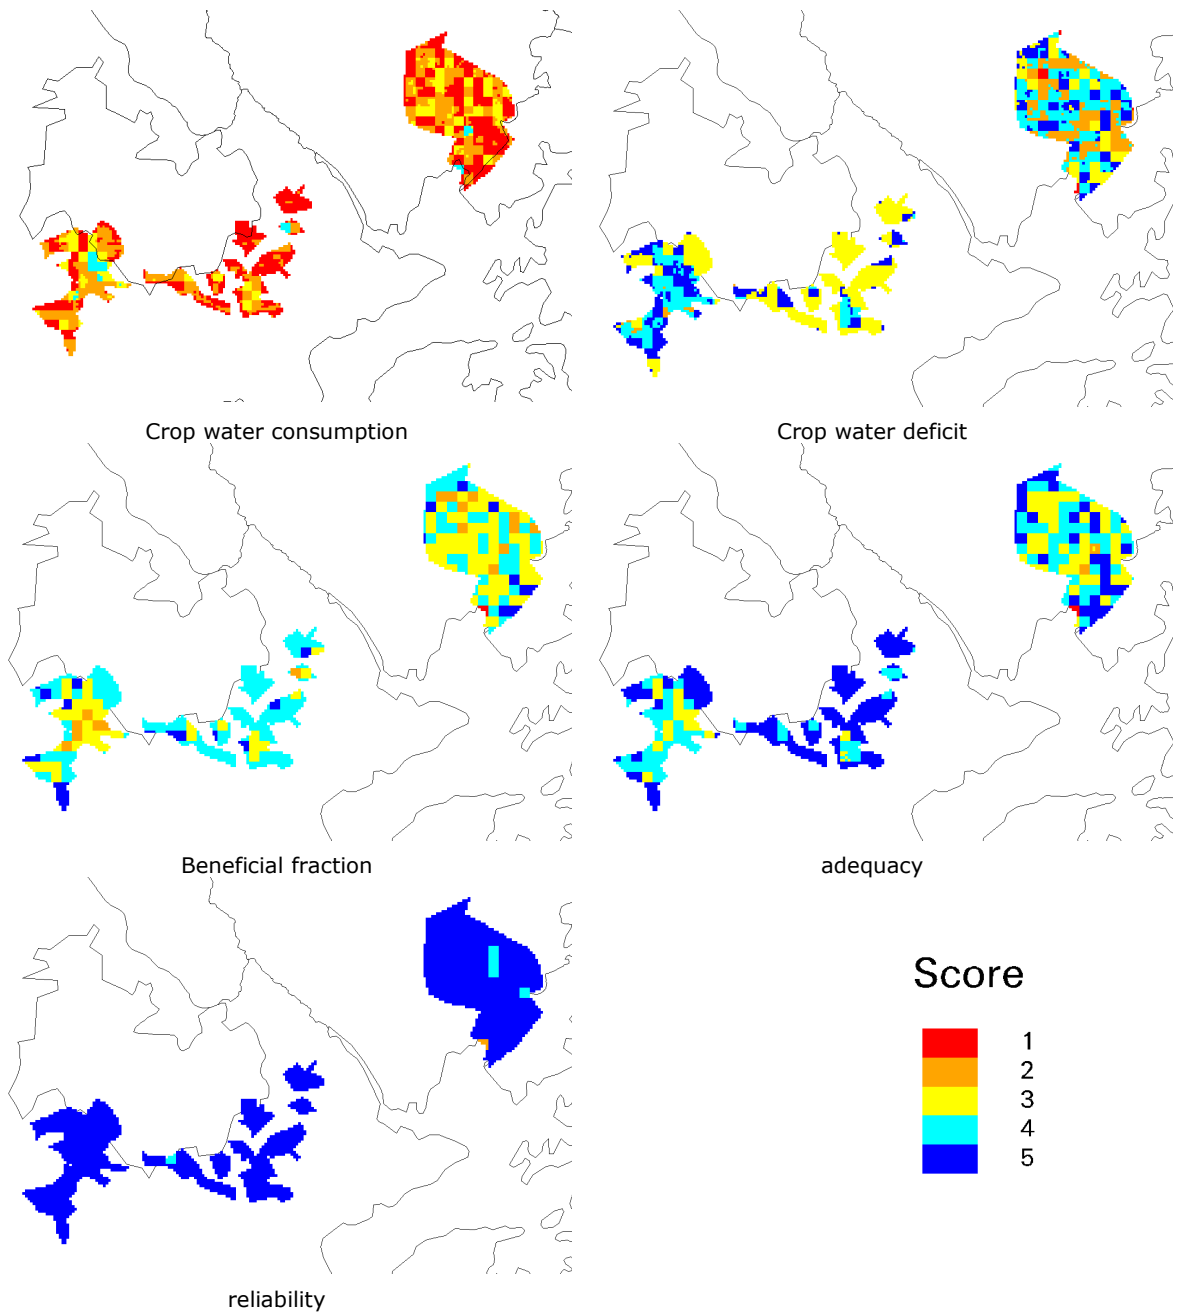 Crop water consumption
Crop water deficit
Beneficial fraction
adequacy
Score
1
2
3
4
5
reliability